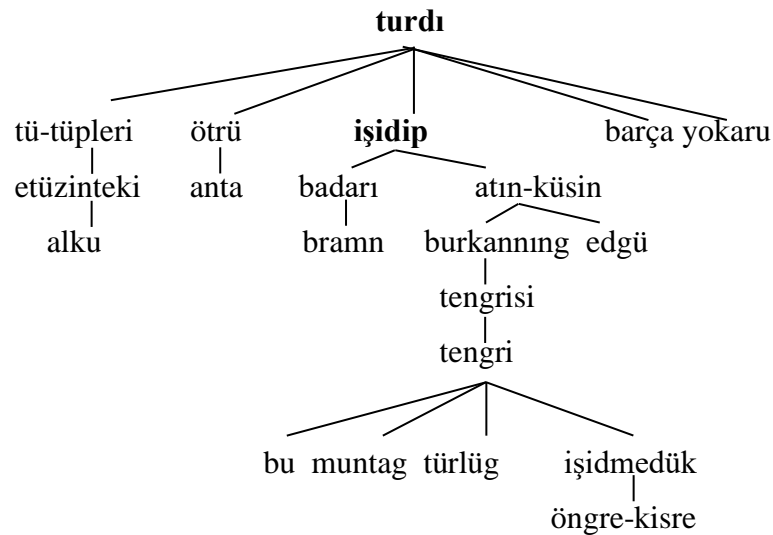 turdı
tü-tüpleri ötrü işidip barça yokaru
etüzinteki anta badarı atın-küsin
alku bramn burkannıng edgü
tengrisi
tengri
bu muntag türlüg işidmedük
öngre-kisre